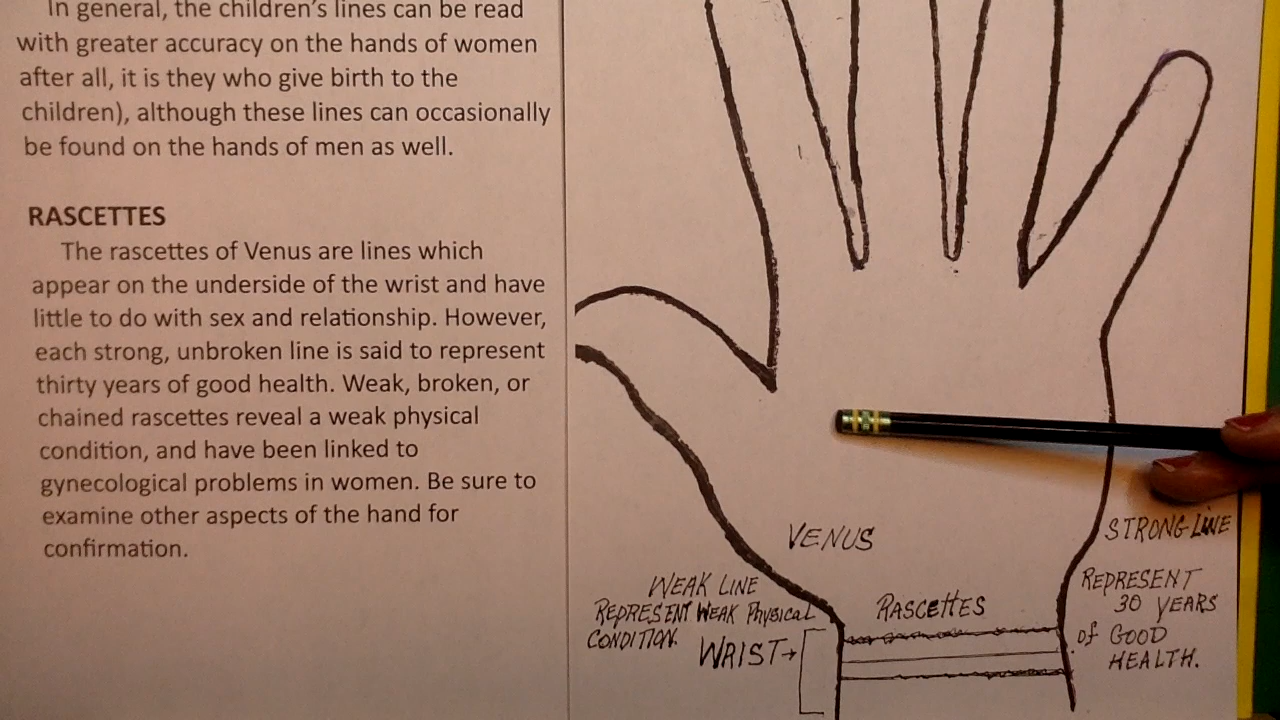 In general, the children's lines can be read
with greater accuracy on the hands of women
after all, it is they who give birth to the
children), although these lines can occasionally
be found on the hands of men as well.
RASCETTES
The rascettes of Venus are lines which
appear on the underside of the wrist and have
little to do with sex and relationship. However,
each strong, unbroken line is said to represent
thirty years of good health. Weak, broken, or
chained rascettes reveal a weak physical
condition, and have been linked to
gynecological problems in women. Be sure to
examine other aspects of the hand for
confirmation.
VENUS
WEAK LINE
REPRESENT WEAK Physical
CONDITION.
WRIST→
RASCETTES
STRONG LINE
REPRESENT
30 YEARS
of GOOD
HEALTH.